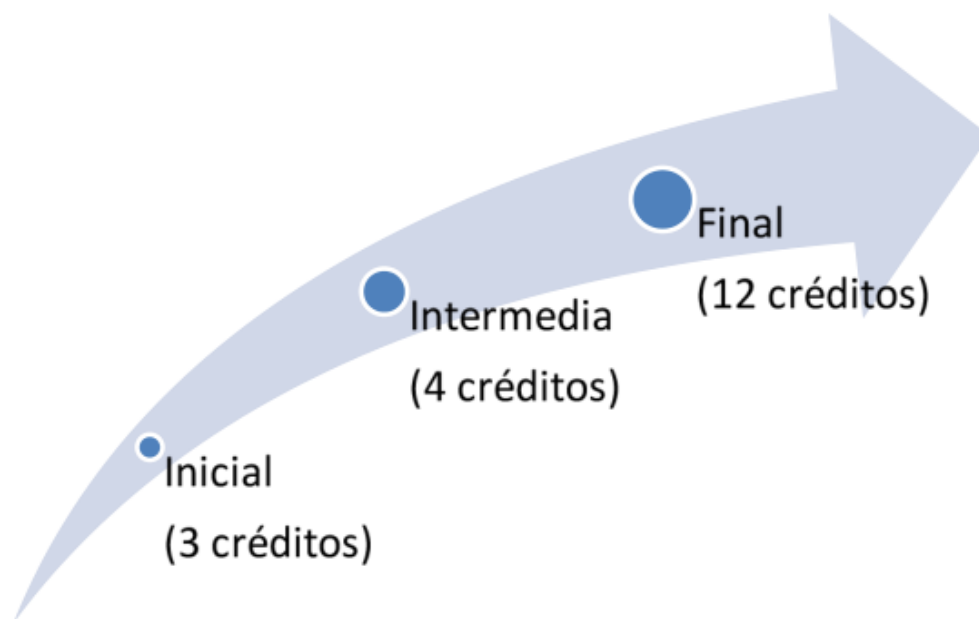 Final
(12 créditos)
Intermedia
(4 créditos)
Inicial
(3 créditos)